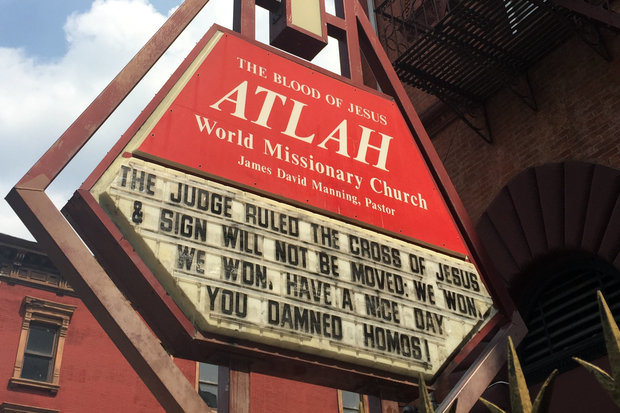 THE BLOOD OF JESUS
ATLAH
World Missionary Church
James David Manning, Pastor
THE JUDGE RULED THE CROSS OF JESUS
& SIGN WILL NOT BE MOVED: WE WON,
WE WON. HAVE A NICE DAY
YOU DAMNED HOMOS!